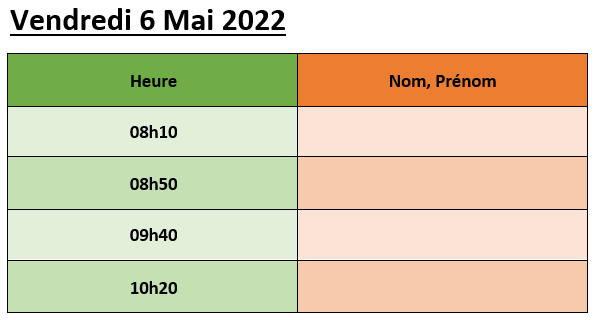 Vendredi 6 Mai 2022
Heure Nom, Prénom
08h10
08h50
09h40
10h20